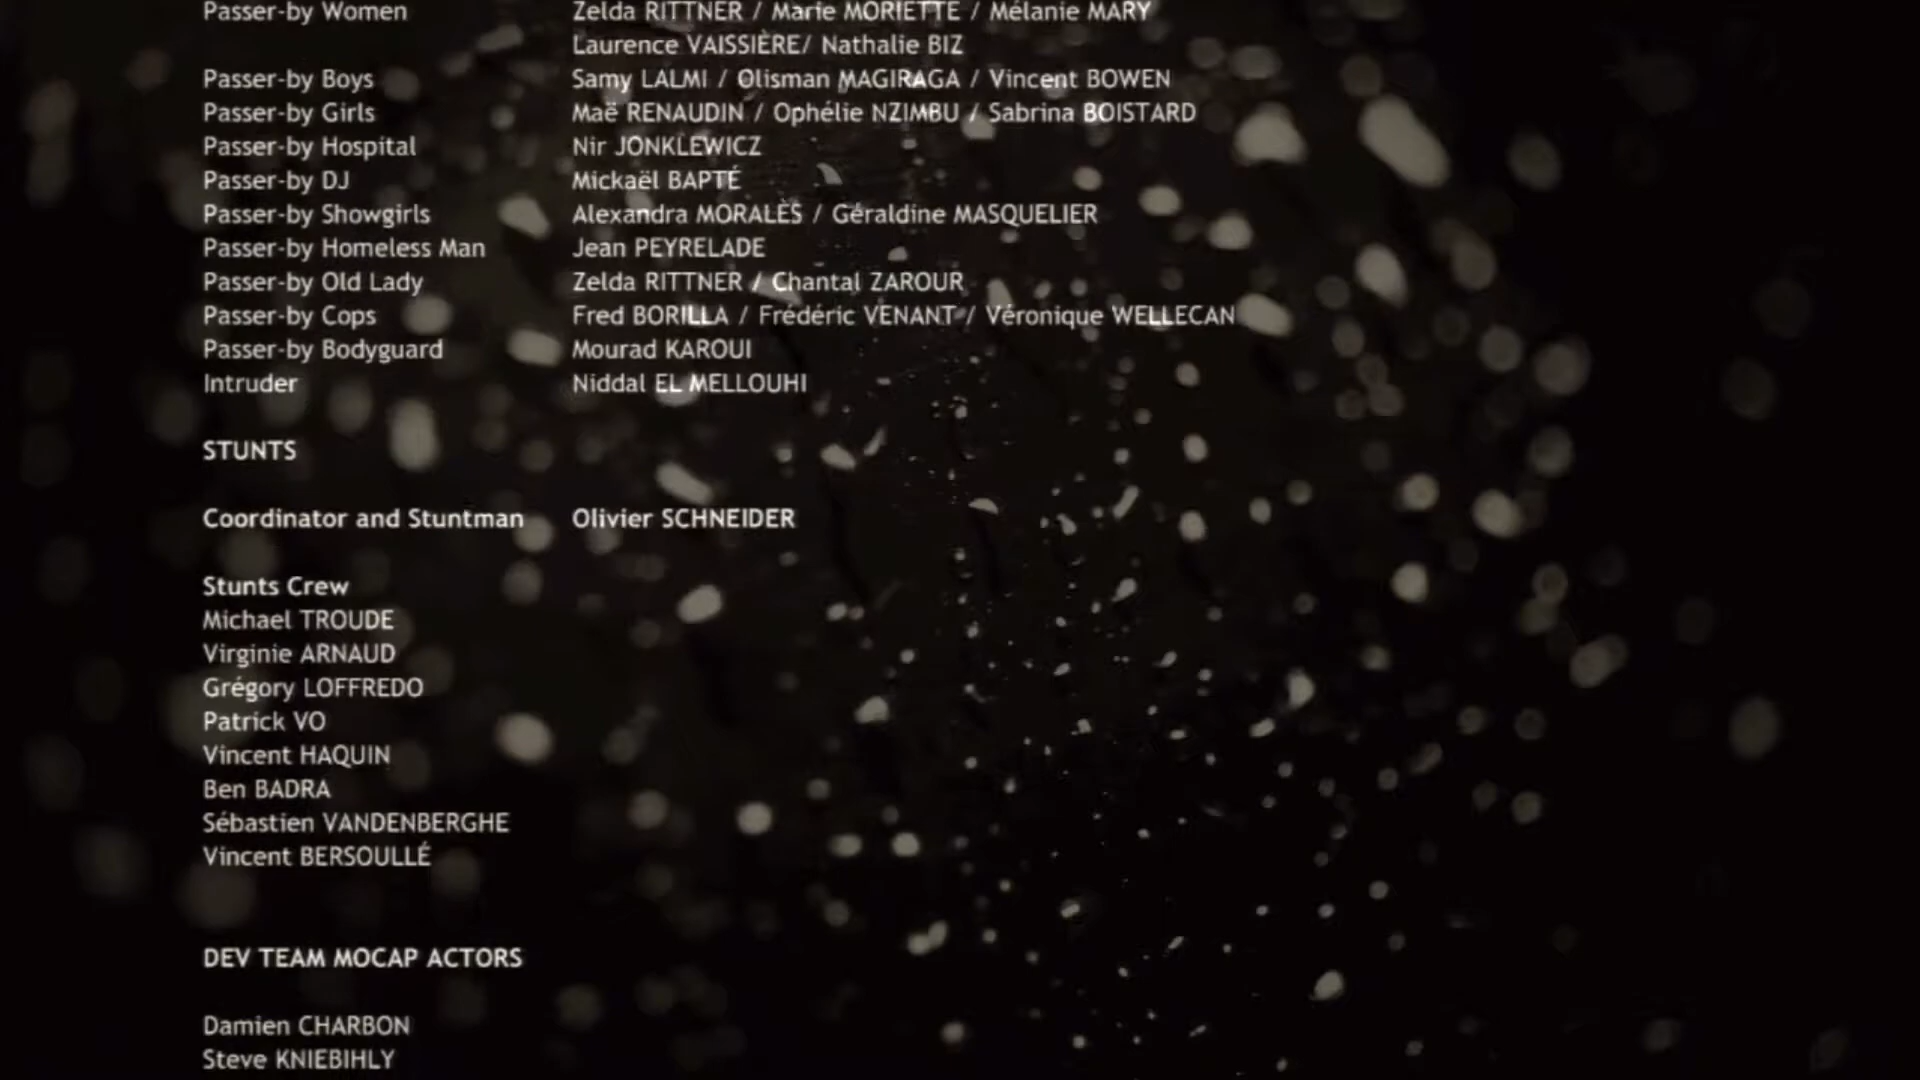 Passer-by Women Zelda RITTNER / Marie MORIETTE / Mélanie MARY
Laurence VAISSIÈRE/ Nathalie BIZ
Passer-by Boys Samy LALMI / Olisman MAGIRAGA / Vincent BOWEN
Passer-by Girls Maë RENAUDIN / Ophélie NZIMBU / Sabrina BOISTARD
Passer-by Hospital Nir JONKLEWICZ
Passer-by DJ Mickaël BAPTÉ
Passer-by Showgirls Alexandra MORALÈS / Géraldine MASQUELIER
Passer-by Homeless Man Jean PEYRELADE
Passer-by Old Lady Zelda RITTNER / Chantal ZAROUR
Passer-by Cops Fred BORILLA / Frédéric VENANT / Véronique WELLECAN
Passer-by Bodyguard Mourad KAROUI
Intruder Niddal EL MELLOUHI
STUNTS
Coordinator and Stuntman Olivier SCHNEIDER
Stunts Crew
Michael TROUDE
Virginie ARNAUD
Grégory LOFFREDO
Patrick VO
Vincent HAQUIN
Ben BADRA
Sébastien VANDENBERGHE
Vincent BERSOULLÉ
DEV TEAM MOCAP ACTORS
Damien CHARBON
Steve KNIEBIHLY